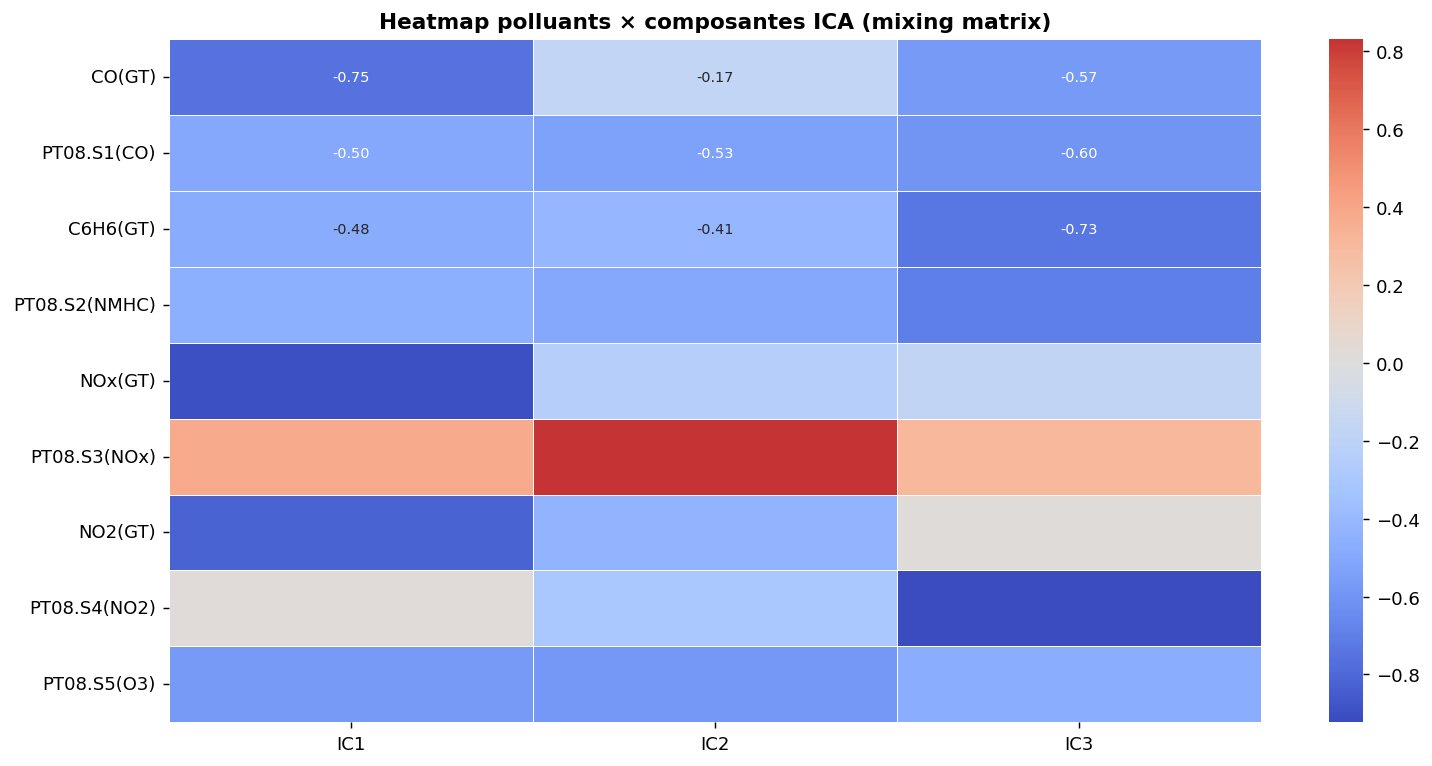 Heatmap polluants × composantes ICA (mixing matrix)
CO(GT) -0.75 -0.17 -0.57
PT08.S1(CO) -0.50 -0.53 -0.60
C6H6(GT) -0.48 -0.41 -0.73
PT08.S2(NMHC)
NOx(GT)
PT08.S3(NOx)
NO2(GT)
PT08.S4(NO2)
PT08.S5(O3)
IC1 IC2 IC3
0.8
0.6
0.4
0.2
0.0
−0.2
−0.4
−0.6
−0.8